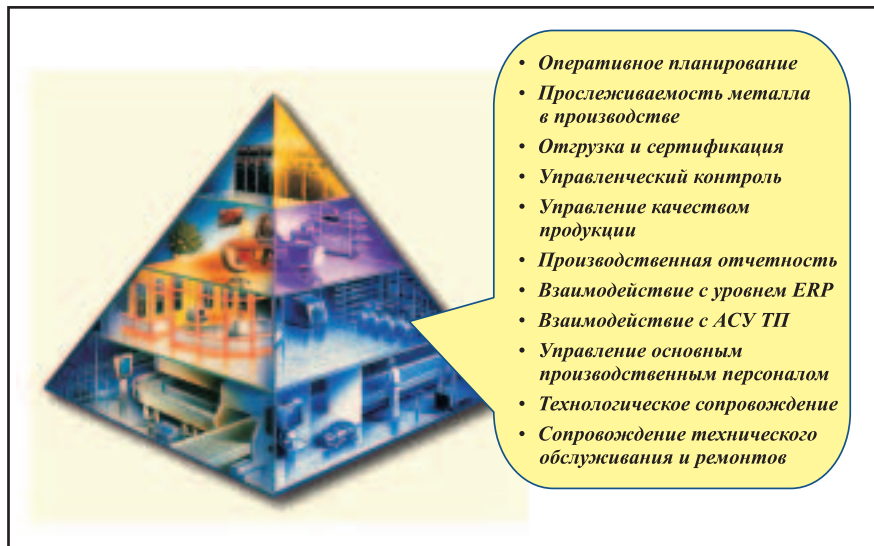 • Оперативное планирование
• Прослеживаемость металла
в производстве
• Отгрузка и сертификация
• Управленческий контроль
• Управление качеством
продукции
• Производственная отчетность
• Взаимодействие с уровнем ERP
• Взаимодействие с АСУ ТП
• Управление основным
производственным персоналом
• Технологическое сопровождение
• Сопровождение технического
обслуживания и ремонтов